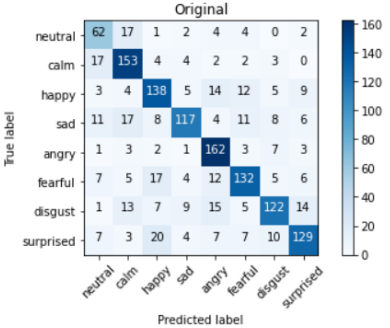 Original
neutral 62 17 1 2 4 4 0 2
calm 17 153 4 4 2 2 3 0
happy 3 4 138 5 14 12 5 9
sad 11 17 8 117 4 11 8 6
angry 1 3 2 1 162 3 7 3
fearful 7 5 17 4 12 132 5 6
disgust 1 13 7 9 15 5 122 14
surprised 7 3 20 4 7 7 10 129
neutral calm happy sad angry fearful disgust surprised
True label
Predicted label
160
140
120
100
80
60
40
20
0